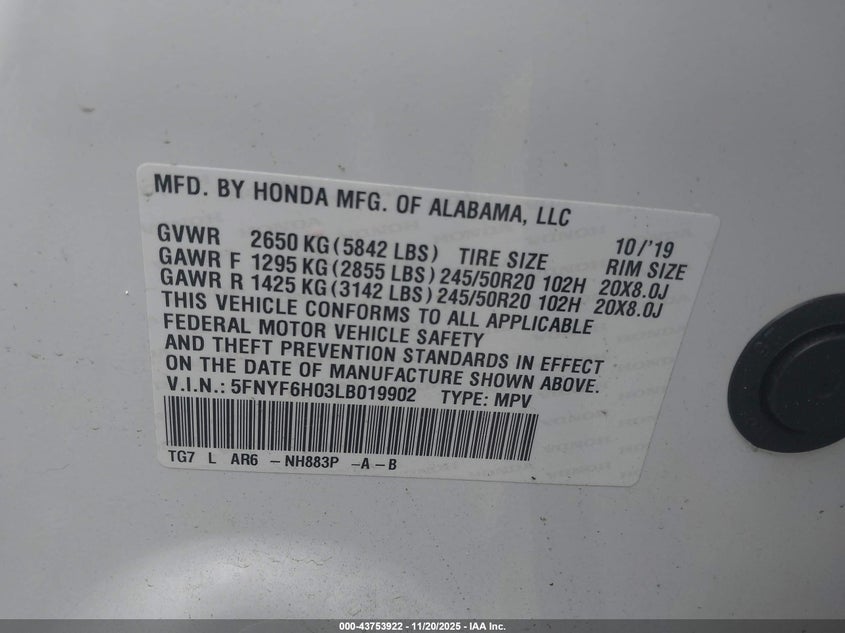 MFD. BY HONDA MFG. OF ALABAMA, LLC
10/'19
GVWR 2650 KG (5842 LBS) TIRE SIZE RIM SIZE
GAWR F 1295 KG (2855 LBS) 245/50R20 102H 20X8.0J
GAWR R 1425 KG (3142 LBS) 245/50R20 102H 20X8.0J
THIS VEHICLE CONFORMS TO ALL APPLICABLE
FEDERAL MOTOR VEHICLE SAFETY
AND THEFT PREVENTION STANDARDS IN EFFECT
ON THE DATE OF MANUFACTURE SHOWN ABOVE.
V.I.N.: 5FNYF6H03LB019902 TYPE: MPV
TG7 L AR6 -NH883P -A-B
000-43753922 - 11/20/2025 - IAA Inc.